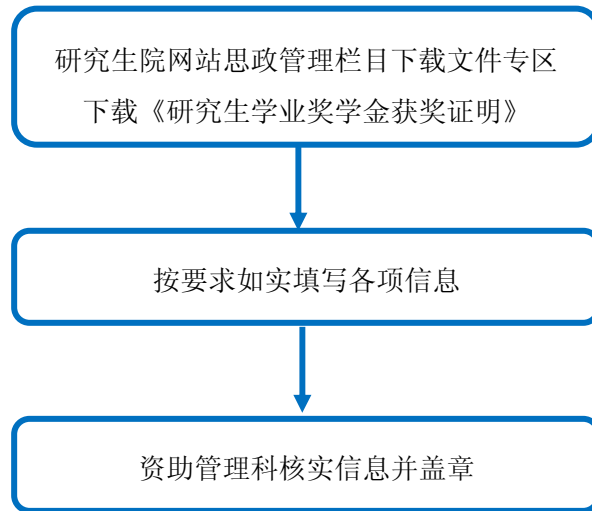 研究生院网站思政管理栏目下载文件专区
下载《研究生学业奖学金获奖证明》
按要求如实填写各项信息
资助管理科核实信息并盖章